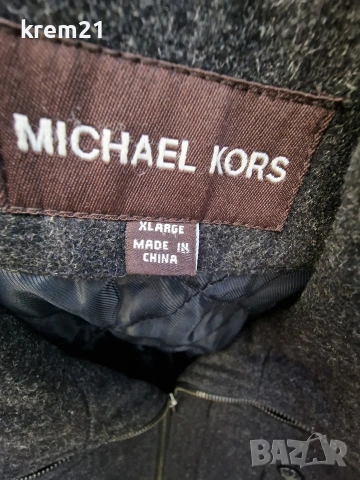 krem21
MICHAEL KORS
XLARGE
MADE IN
CHINA
BAZAR